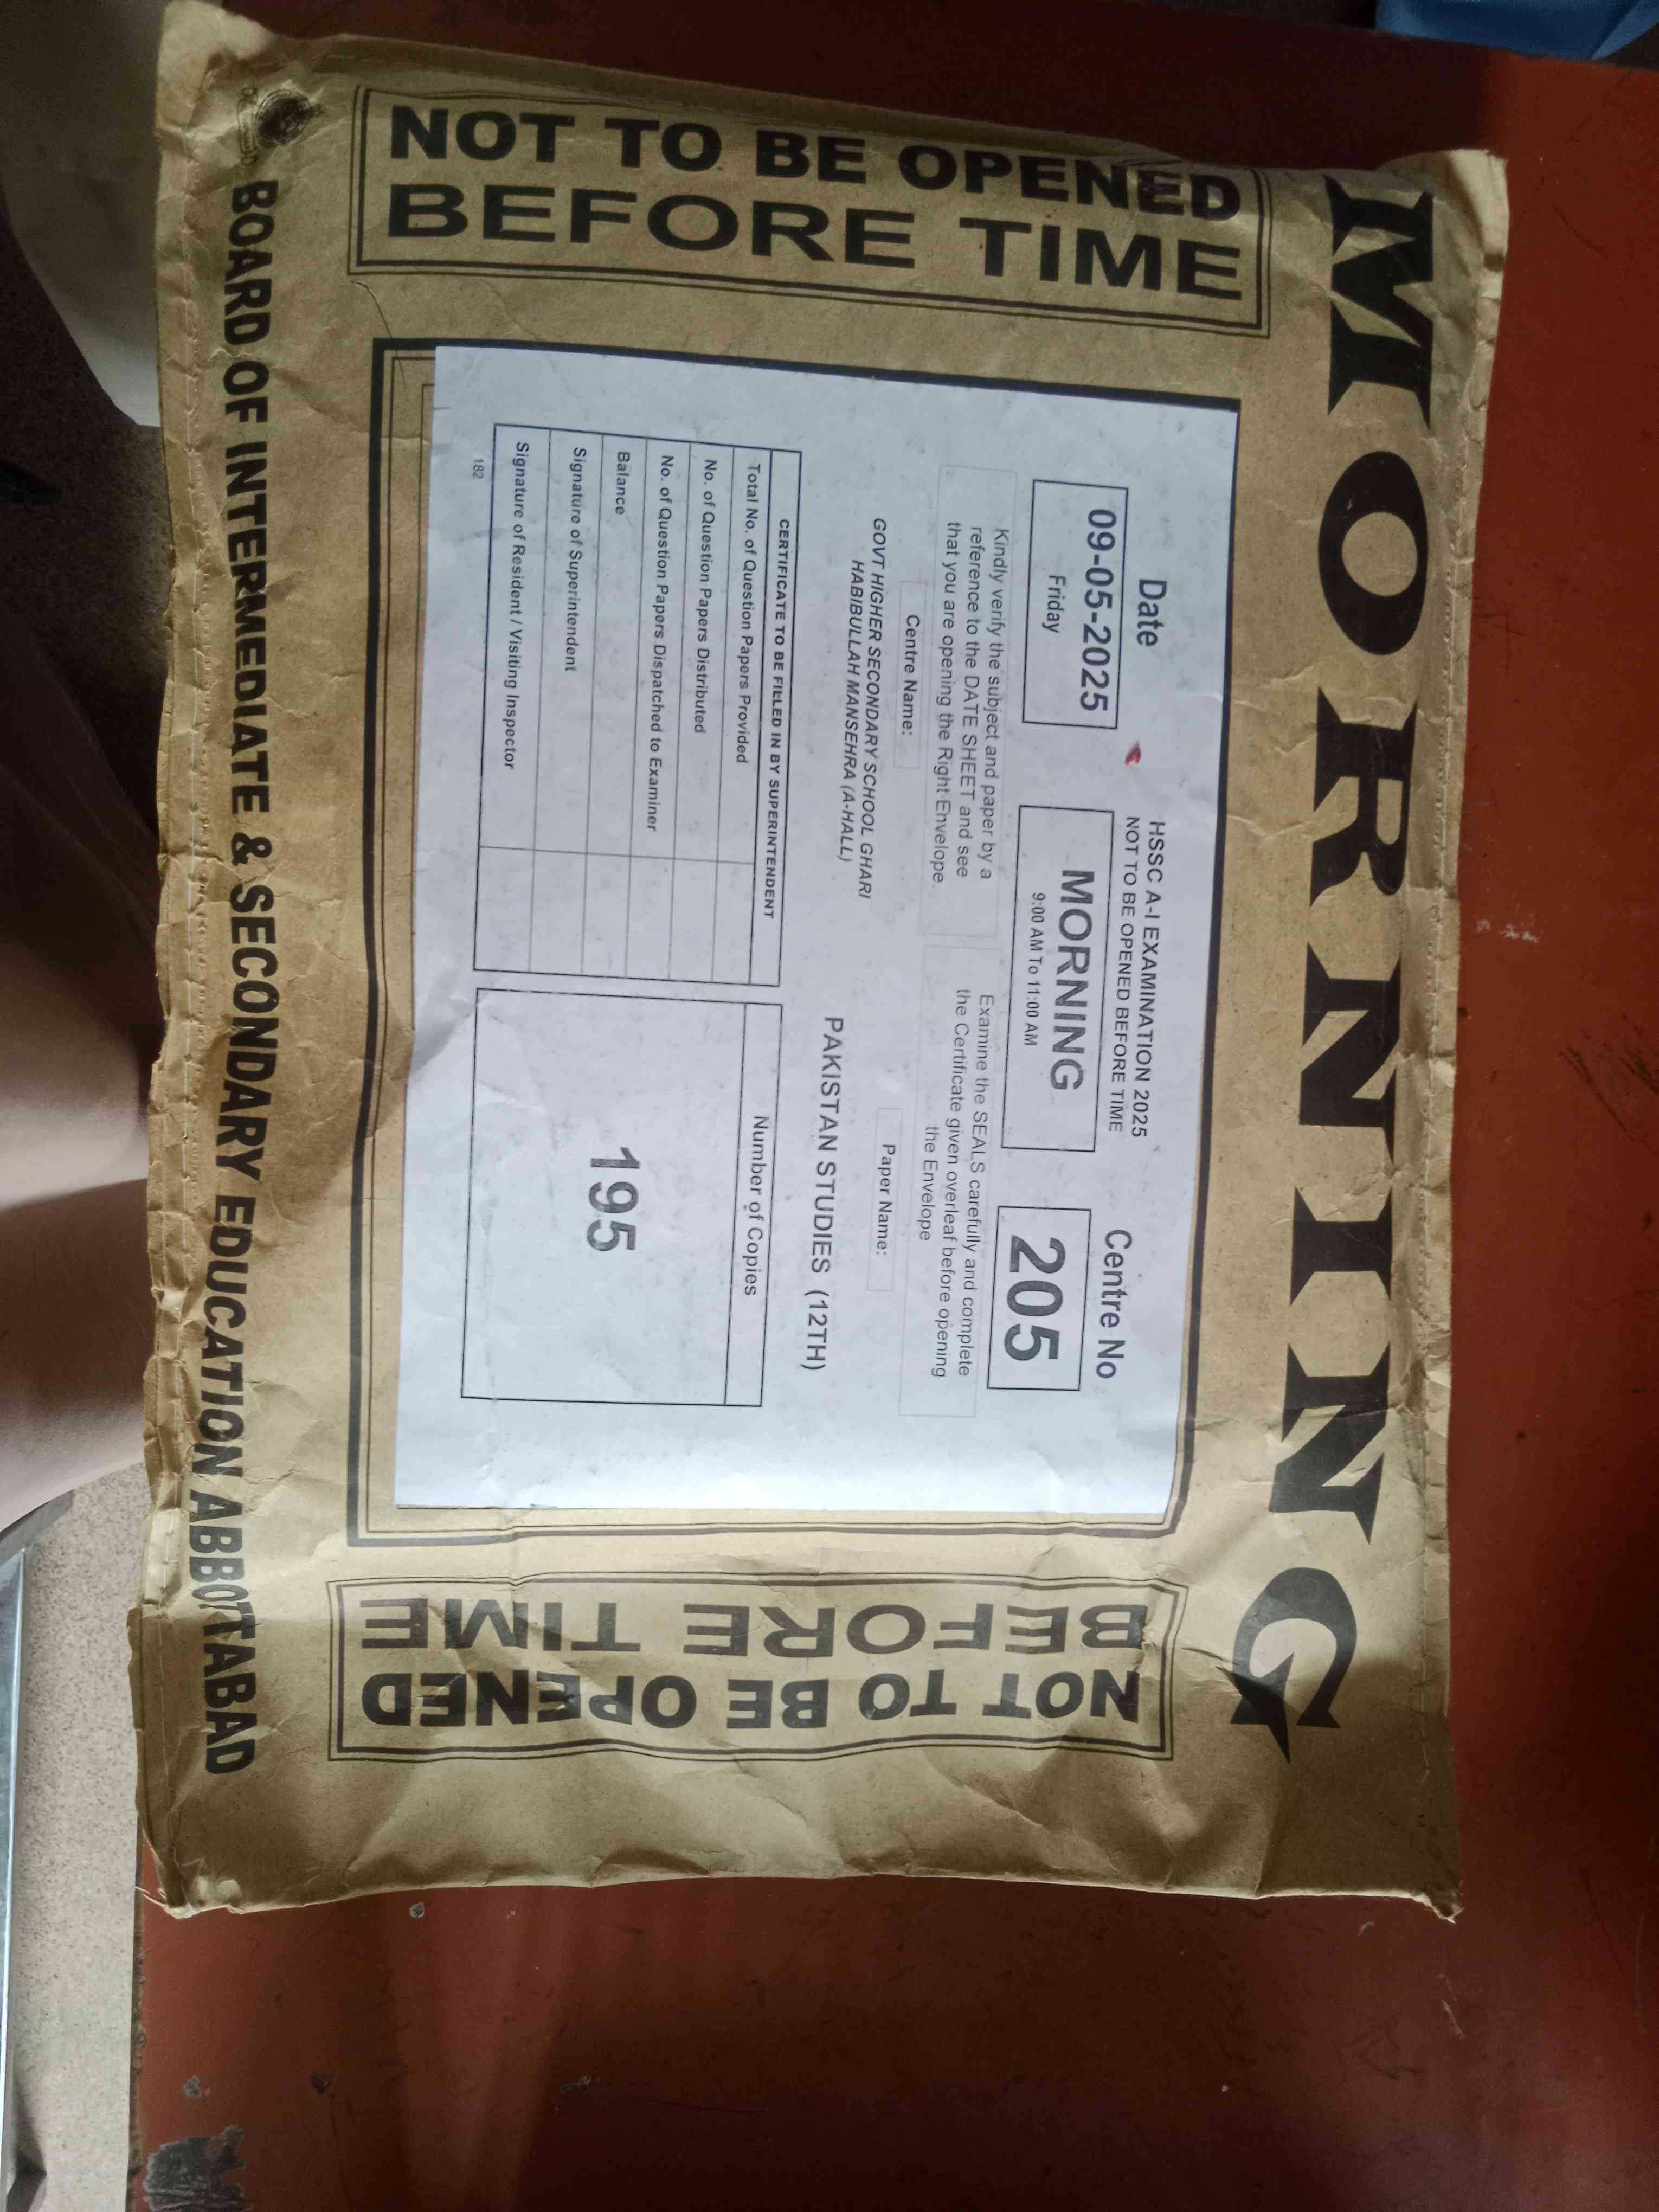 MORNING
NOT TO BE OPENED
BEFORE TIME
Date
09-05-2025
Friday
HSSC A-I EXAMINATION 2025
NOT TO BE OPENED BEFORE TIME
MORNING
9:00 AM To 11:00 AM
Centre No
205
Kindly verify the subject and paper by a
reference to the DATE SHEET and see
that you are opening the Right Envelope.
Examine the SEALS carefully and complete
the Certificate given overleaf before opening
the Envelope
Centre Name:
GOVT HIGHER SECONDARY SCHOOL GHARI
HABIBULLAH MANSEHRA (A-HALL)
Paper Name:
PAKISTAN STUDIES (12TH)
CERTIFICATE TO BE FILLED IN BY SUPERINTENDENT
Total No. of Question Papers Provided
No. of Question Papers Distributed
No. of Question Papers Dispatched to Examiner
Balance
Signature of Superintendent
Signature of Resident / Visiting Inspector
182
Number of Copies
195
NOT TO BE OPENED
BEFORE TIME
BOARD OF INTERMEDIATE & SECONDARY EDUCATION ABBOTTABAD